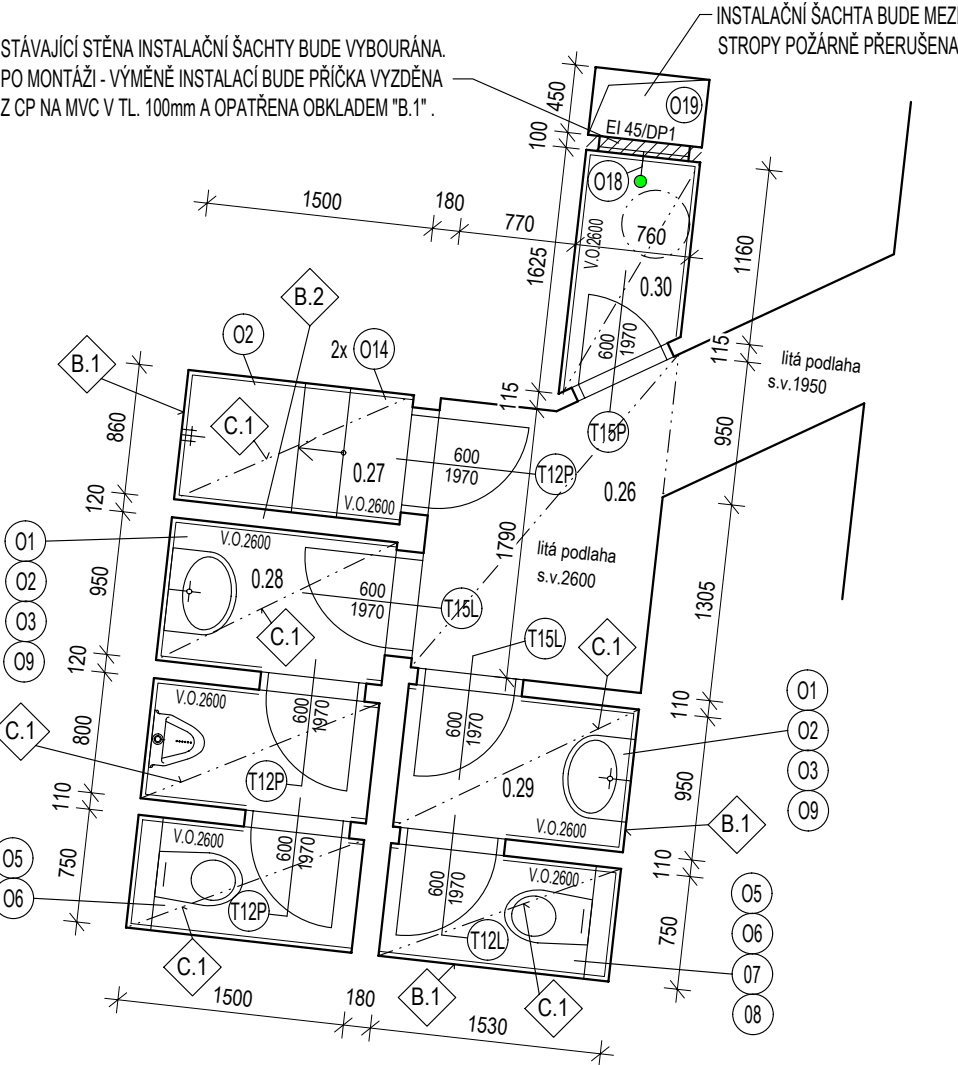 INSTALAČNÍ ŠACHTA BUDE MEZI
STROPY POŽÁRNĚ PŘERUŠENA
STÁVAJÍCÍ STĚNA INSTALAČNÍ ŠACHTY BUDE VYBOURÁNA.
PO MONTÁŽI - VÝMĚNĚ INSTALACÍ BUDE PŘÍČKA VYZDĚNA
Z CP NA MVC V TL. 100mm A OPATŘENA OBKLADEM "B.1" .
450
100
O19
EI 45/DP1
O18
1500
180
770
1625
V.O.2600
760
0.30
1160
600
1970
115
115
litá podlaha
s.v.1950
B.2
O2
2x O14
B.1
860
C.1
0.27
V.O.2600
600
1970
T12P
T15P
0.26
950
120
O1
O2
O3
O9
V.O.2600
950
0.28
600
1970
C.1
T15L
1790
litá podlaha
s.v.2600
1305
120
T15L
C.1
C.1
800
V.O.2600
600
1970
T12P
600
1970
110
O1
O2
O3
O9
0.29
950
V.O.2600
B.1
110
O5
O6
750
V.O.2600
600
1970
T12P
C.1
110
V.O.2600
600
1970
T12L
750
O5
O6
07
08
B.1
C.1
1500
180
1530